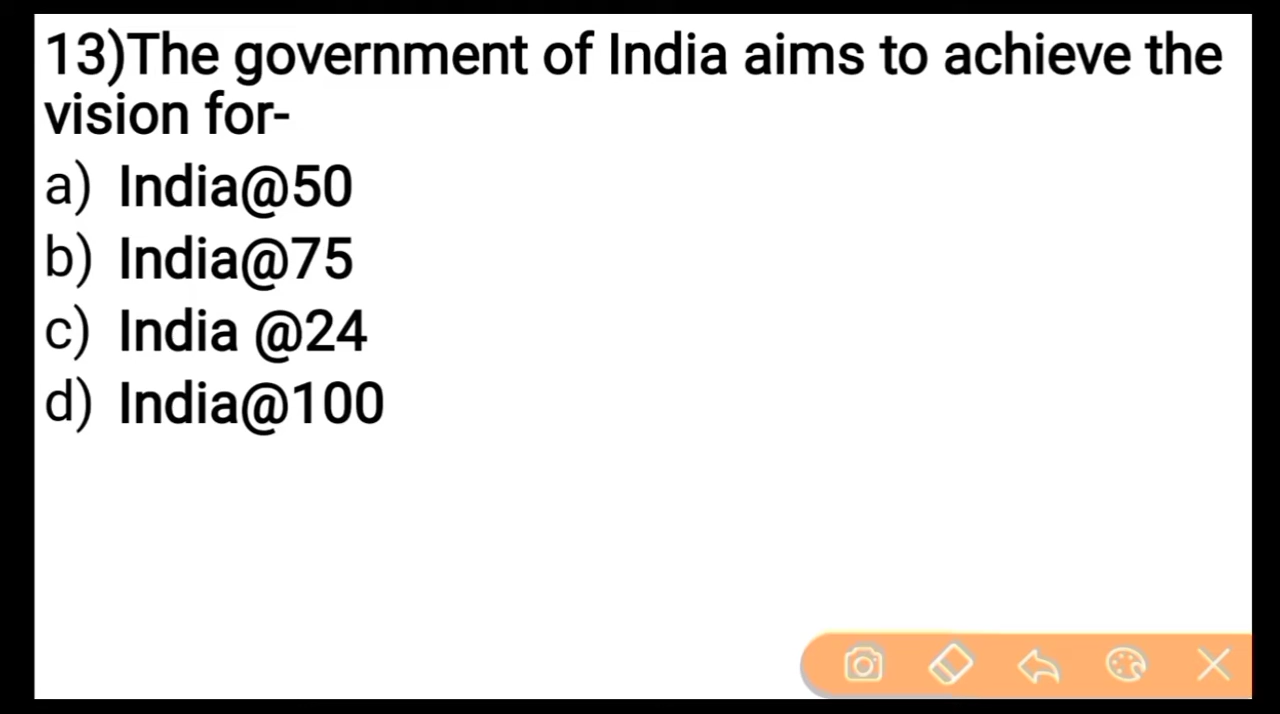 13)The government of India aims to achieve the
vision for-
a) India@50
b) India@75
c) India @24
d) India@100